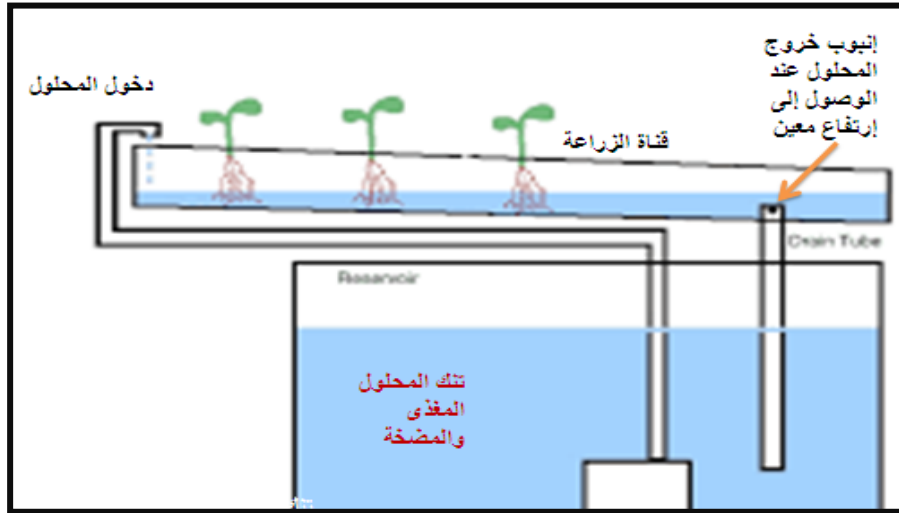 إنبوب خروج
المحلول عند
الوصول إلى
إرتفاع معين
دخول المحلول
قناة الزراعة
Drain Tube
Reservoir
تنك المحلول
المغذى
والمضخة